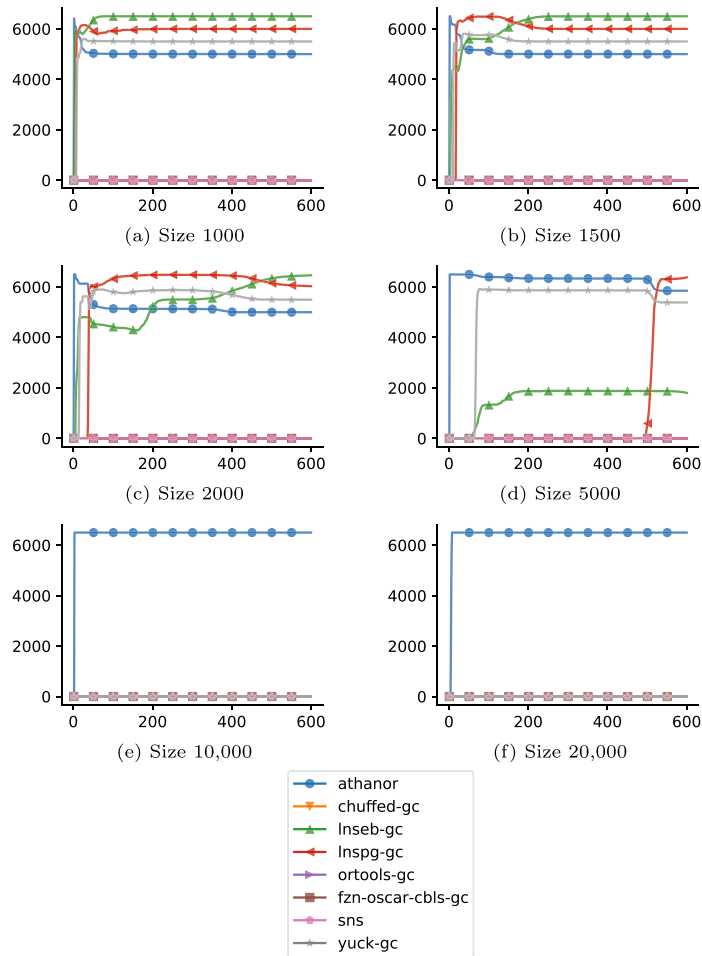 6000
4000
2000
0
0 200 400 600
(a) Size 1000
6000
4000
2000
0
0 200 400 600
(b) Size 1500
6000
4000
2000
0
0 200 400 600
(c) Size 2000
6000
4000
2000
0
0 200 400 600
(d) Size 5000
6000
4000
2000
0
0 200 400 600
(e) Size 10,000
6000
4000
2000
0
0 200 400 600
(f) Size 20,000
athanor
chuffed-gc
lnseb-gc
lnspg-gc
ortools-gc
fzn-oscar-cbls-gc
sns
yuck-gc